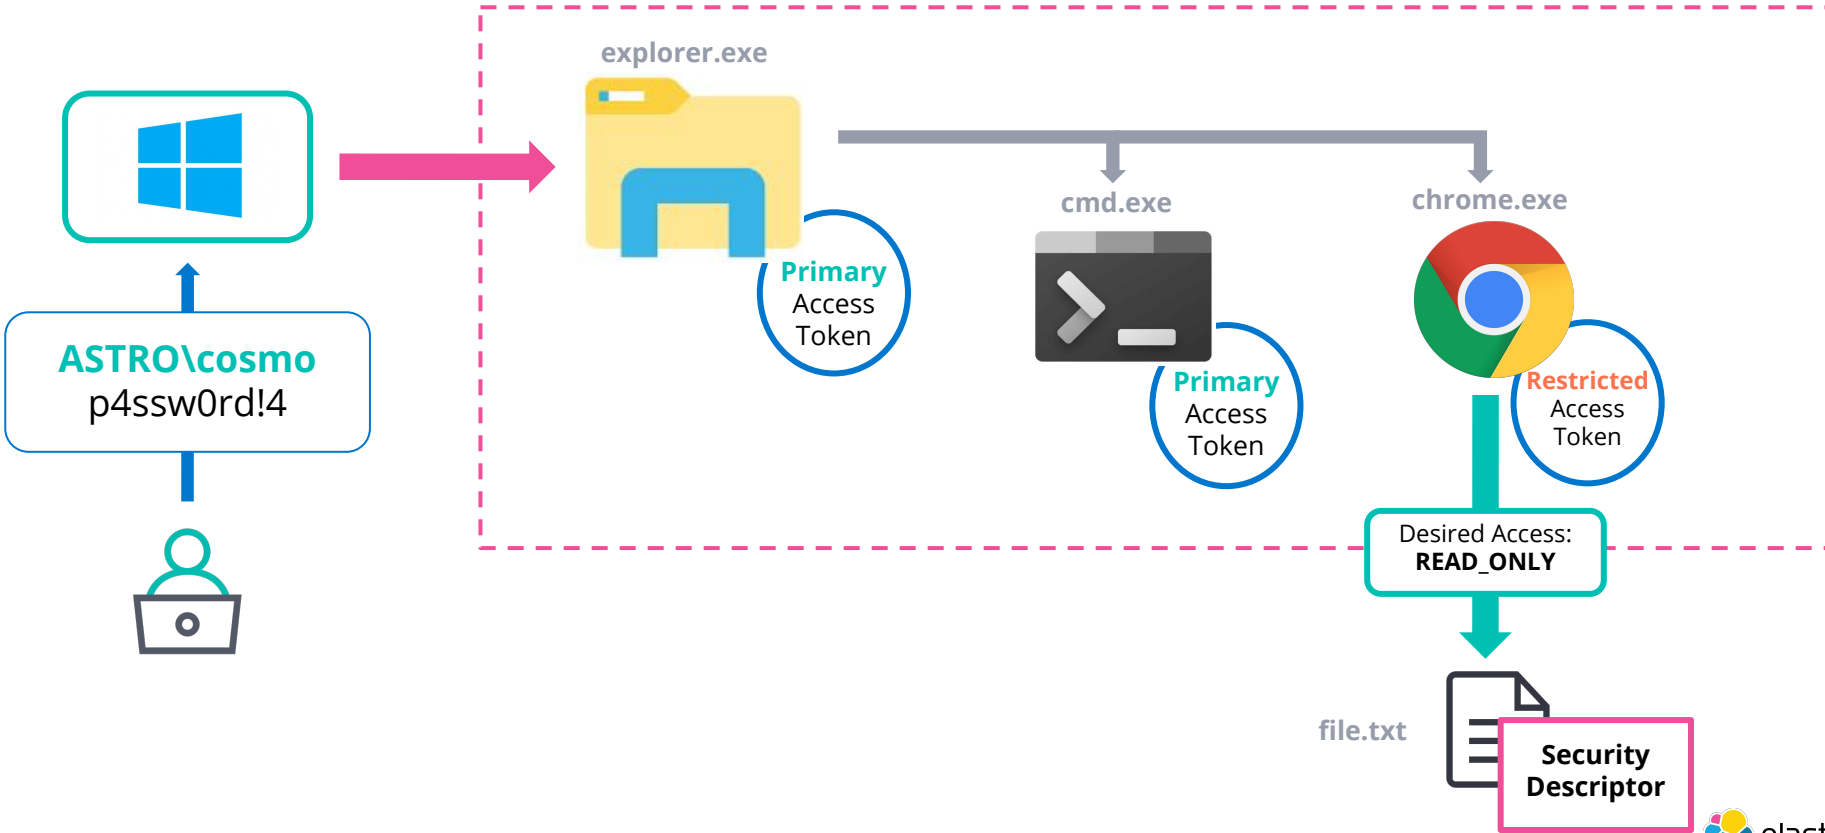 explorer.exe
cmd.exe
chrome.exe
Primary
Access
Token
ASTRO\cosmo
p4ssw0rd!4
Primary
Access
Token
Restricted
Access
Token
Desired Access:
READ_ONLY
file.txt
Security
Descriptor